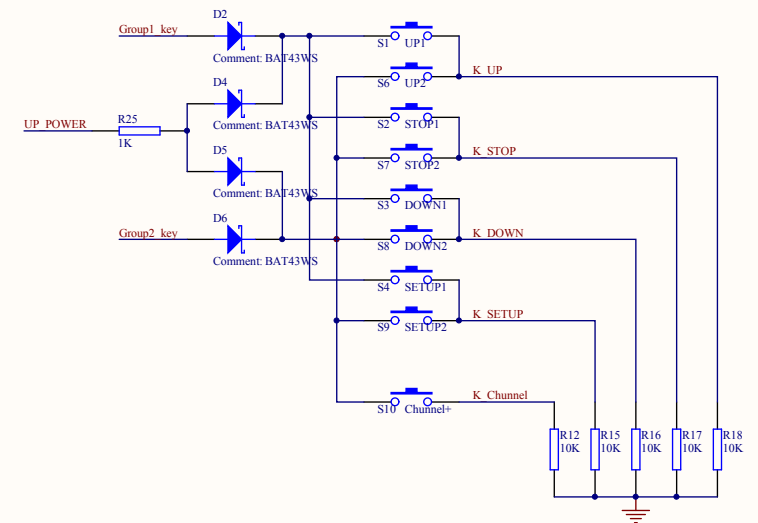 D2
Group1_key
Comment: BAT43WS
S1 UP1
K_UP
S6 UP2
D4
UP_POWER
R25
1K
Comment: BAT43WS
S2 STOP1
D5
K_STOP
S7 STOP2
Comment: BAT43WS
S3 DOWN1
D6
Group2_key
K_DOWN
S8 DOWN2
Comment: BAT43WS
S4 SETUP1
K_SETUP
S9 SETUP2
K_Chunnel
S10 Chunnel+
R12 R15 R16 R17 R18
10K 10K 10K 10K 10K